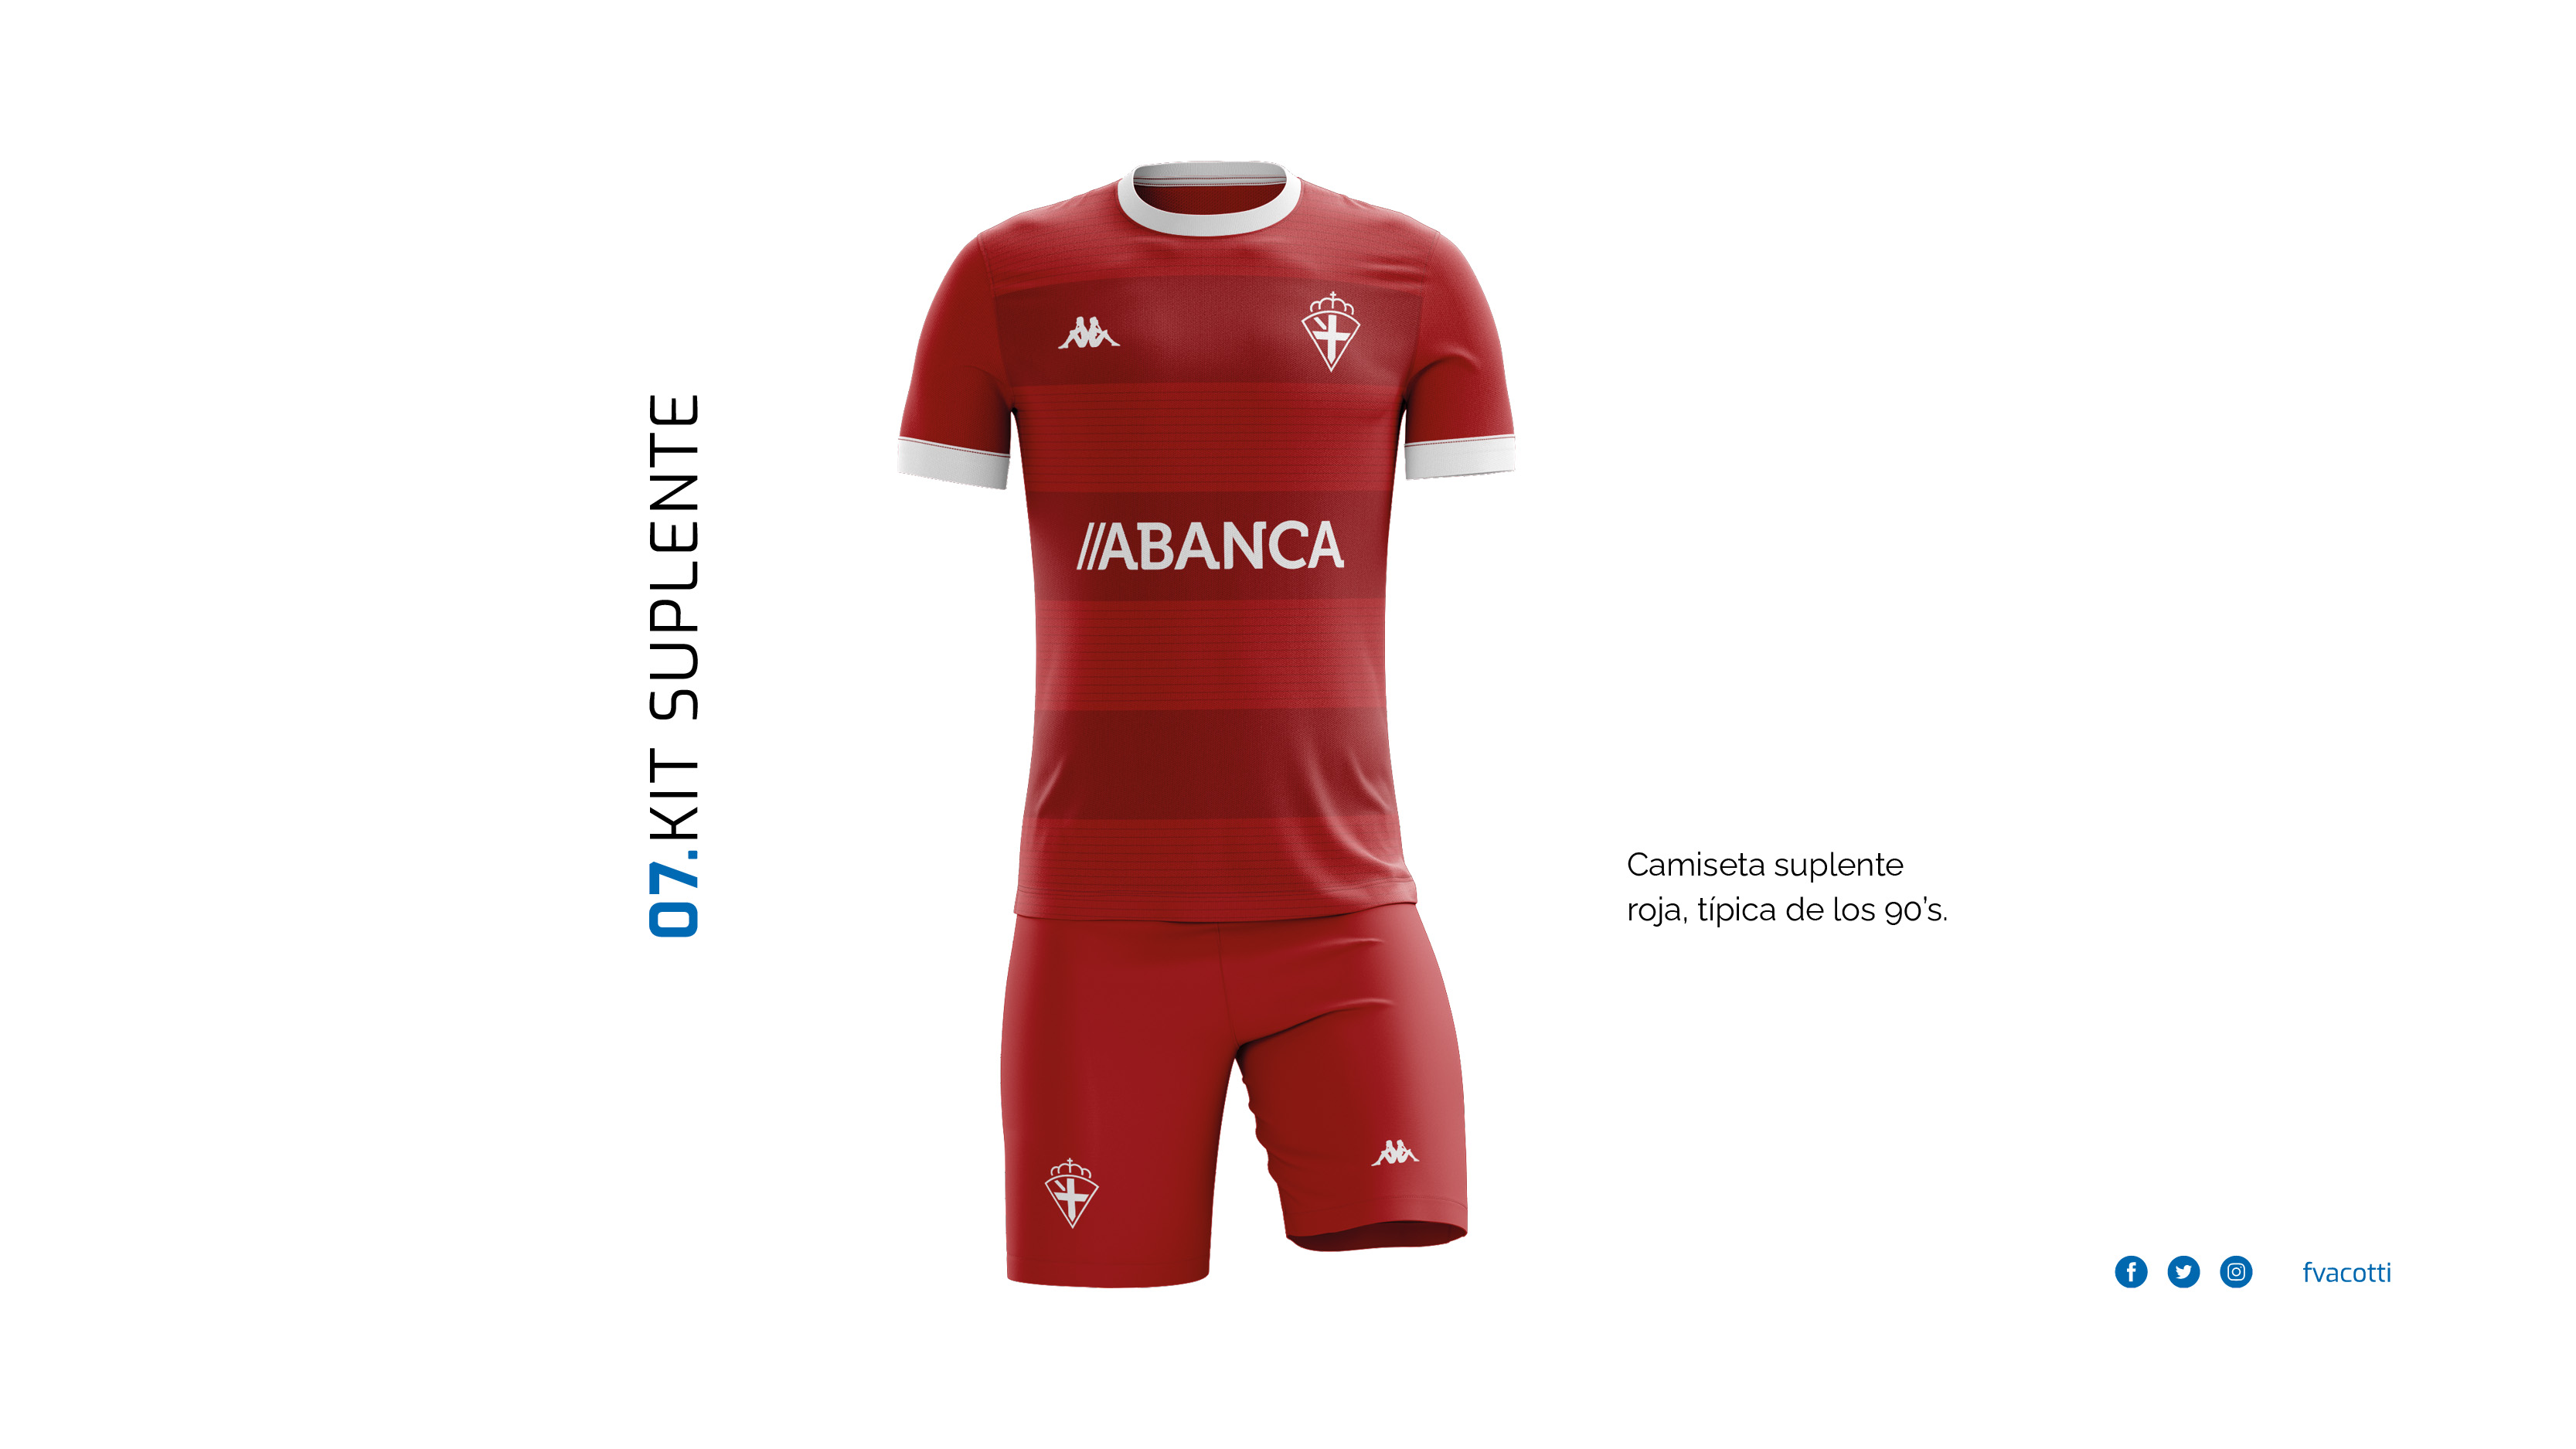 07.KIT SUPLENTE
//ABANCA
Camiseta suplente
roja, típica de los 90’s.
fvacotti